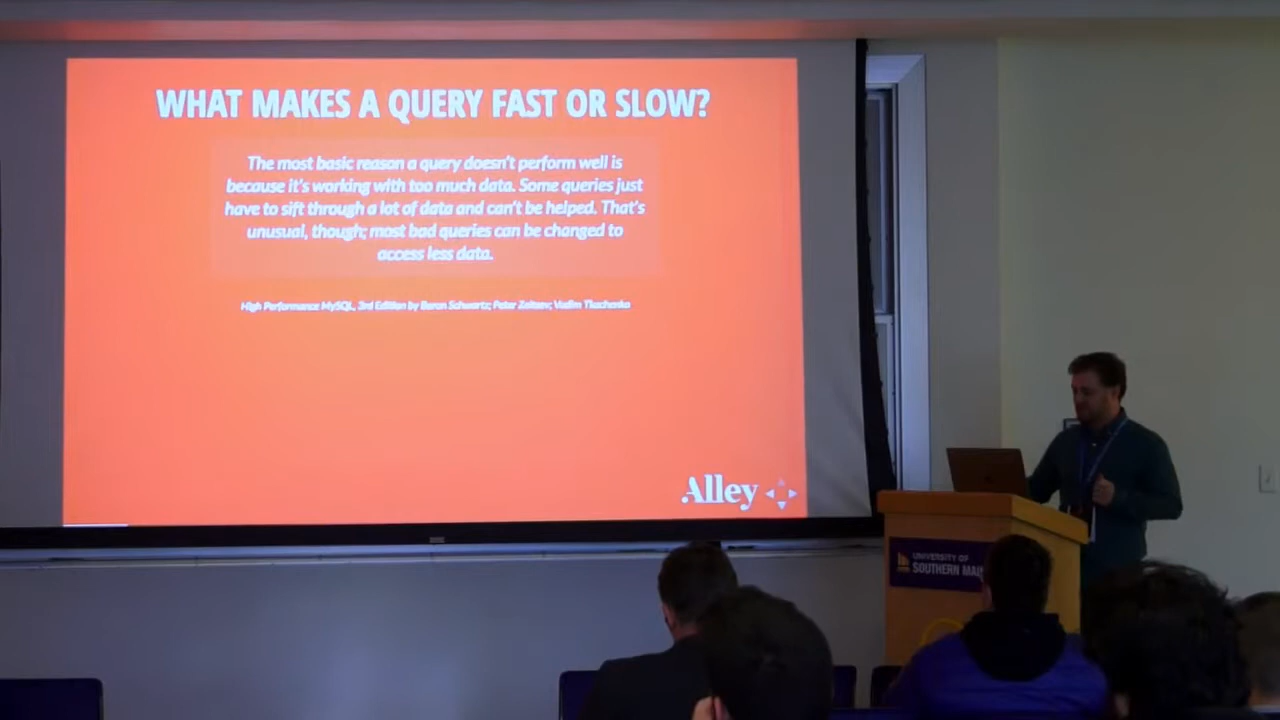 WHAT MAKES A QUERY FAST OR SLOW?
The most basic reason a query doesn't perform well is
because it's working with too much data. Some queries just
have to sift through a lot of data and can't be helped. That's
unusual, though; most bad queries can be changed to
access less data.
High Performance MySQL, 3rd Edition by Baron Schwartz; Peter Zaitsev; Vadim Tkachenko
Alley
UNIVERSITY OF
SOUTHERN MAI